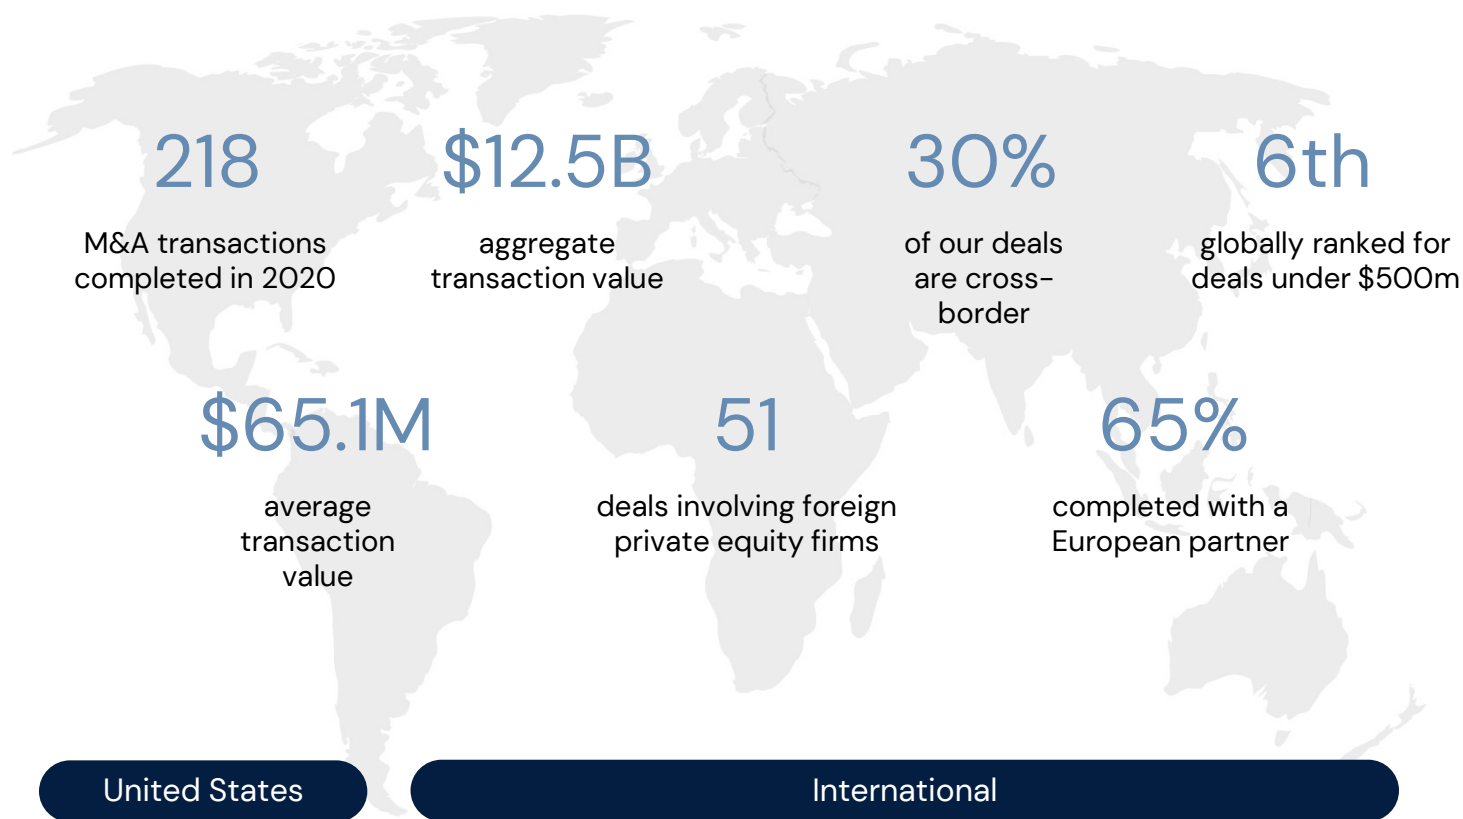 218
M&A transactions
completed in 2020
$12.5B
aggregate
transaction value
30%
of our deals
are cross-
border
6th
globally ranked for
deals under $500m
$65.1M
average
transaction
value
51
deals involving foreign
private equity firms
65%
completed with a
European partner
United States
International